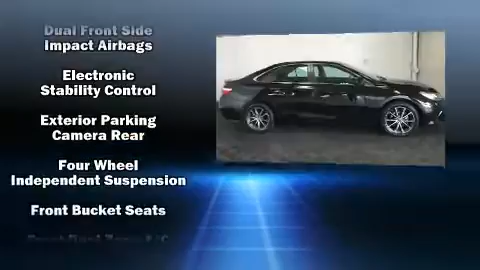 Dual Front Side
Impact Airbags
Electronic
Stability Control
Exterior Parking
Camera Rear
Four Wheel
Independent Suspension
Front Bucket Seats